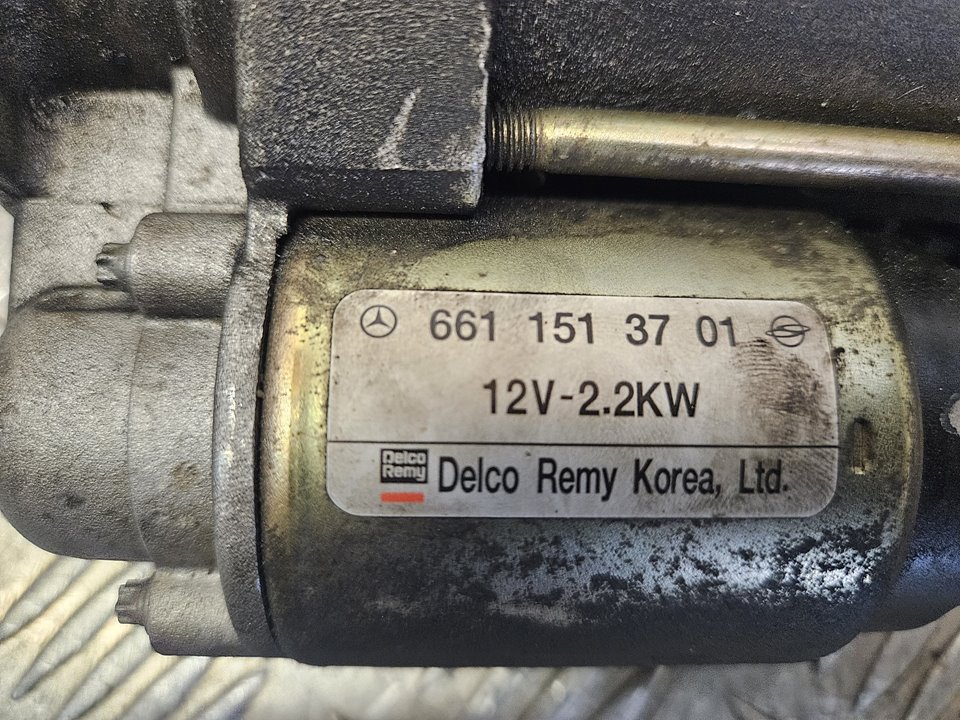 661 151 37 01
12V-2.2KW
Delco
Remy
Delco Remy Korea, Ltd.